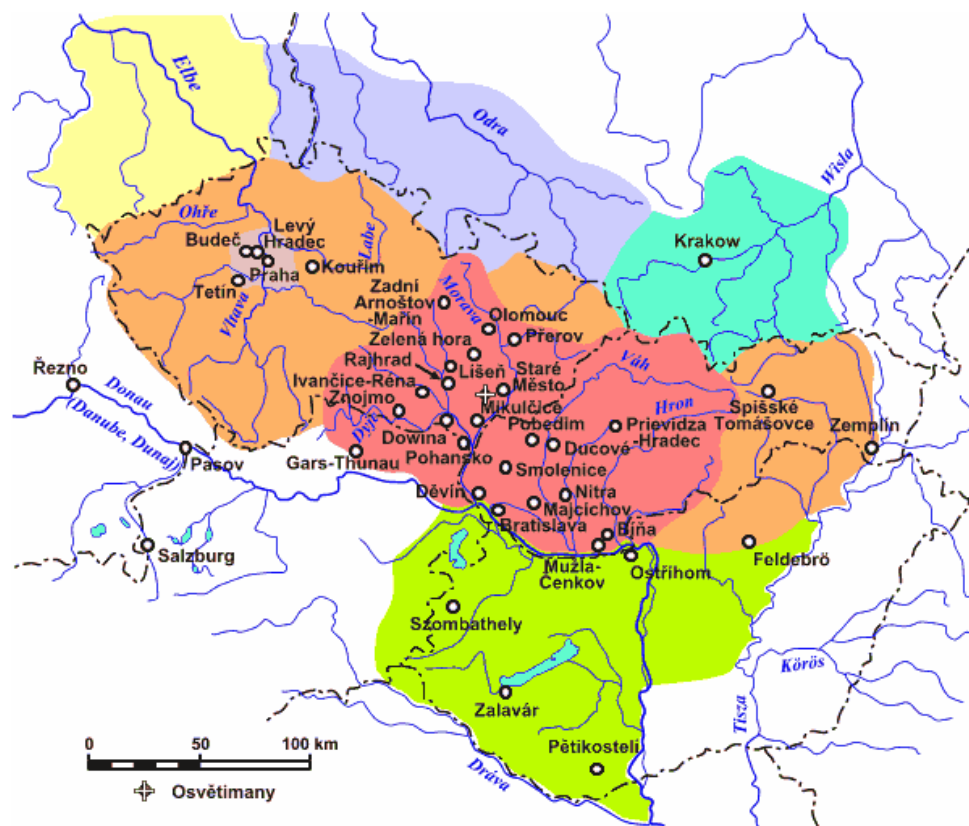 Elbe
Odra
Wisla
Ohře
Levý
Hradec
Budeč
Labe
Krakow
Praha
Kouřim
Tetín
Zadní
Arnoštov
-Mařín
Morava
Vltava
Olomouc
Přerov
Zelená hora
Rajhrad
Lišeň
Staré
Město
Váh
Řezno
Ivančice-Réna
Znojmo
Donau
(Danube, Dunaj)
Mikulčice
Pobedim
Hron
Spišské
Tomášovce
Prievidza
-Hradec
Zemplín
Dyje
Dowina
Pohansko
Ducové
Pasov
Gars-Thunau
Smolenice
Děvín
Nitra
Majcichov
Bratislava
Bíňa
Salzburg
Mužla-
Čenkov
Ostřihom
Feldebrö
Szombathely
Körös
Zalavár
Tisza
Pětikostelí
Dráva
0 50 100 km
Osvětimany